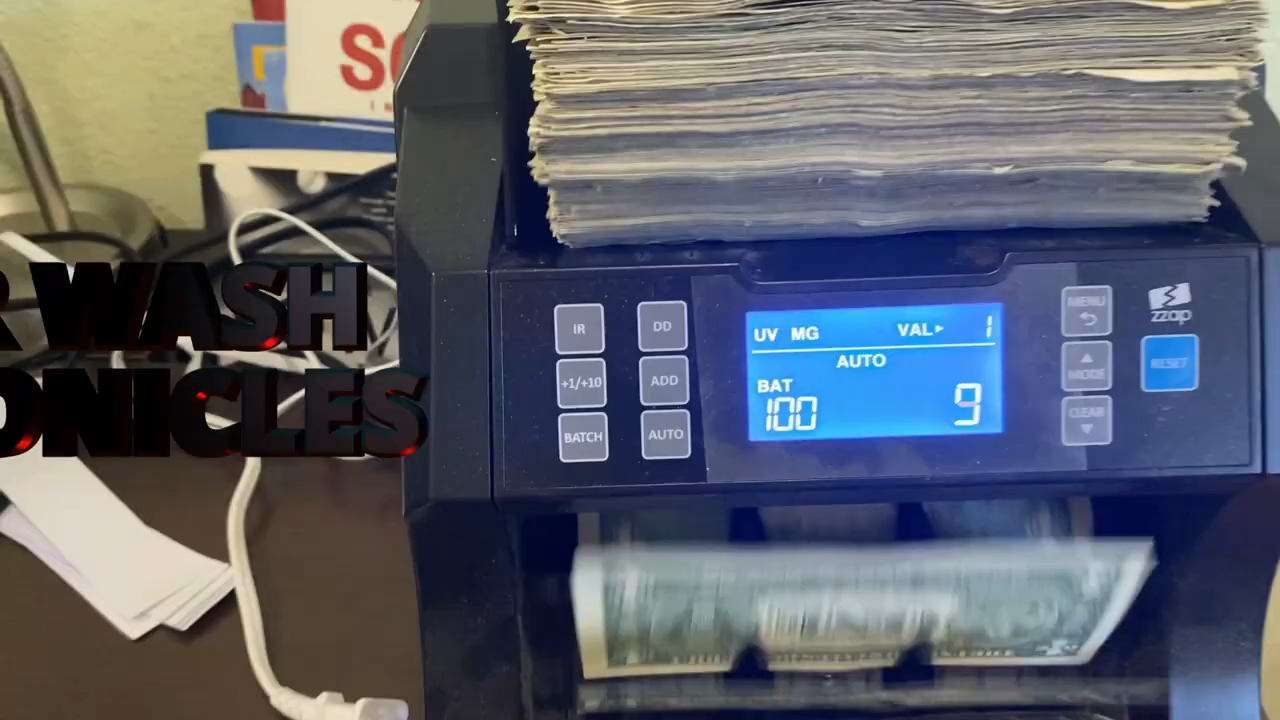 SO
R WASH
ONICLES
IR
DD
+1/+10
ADD
BATCH
AUTO
UV MG VAL
AUTO
BAT
100 9
MENU
MODE
CLEAR
zzap
RESET